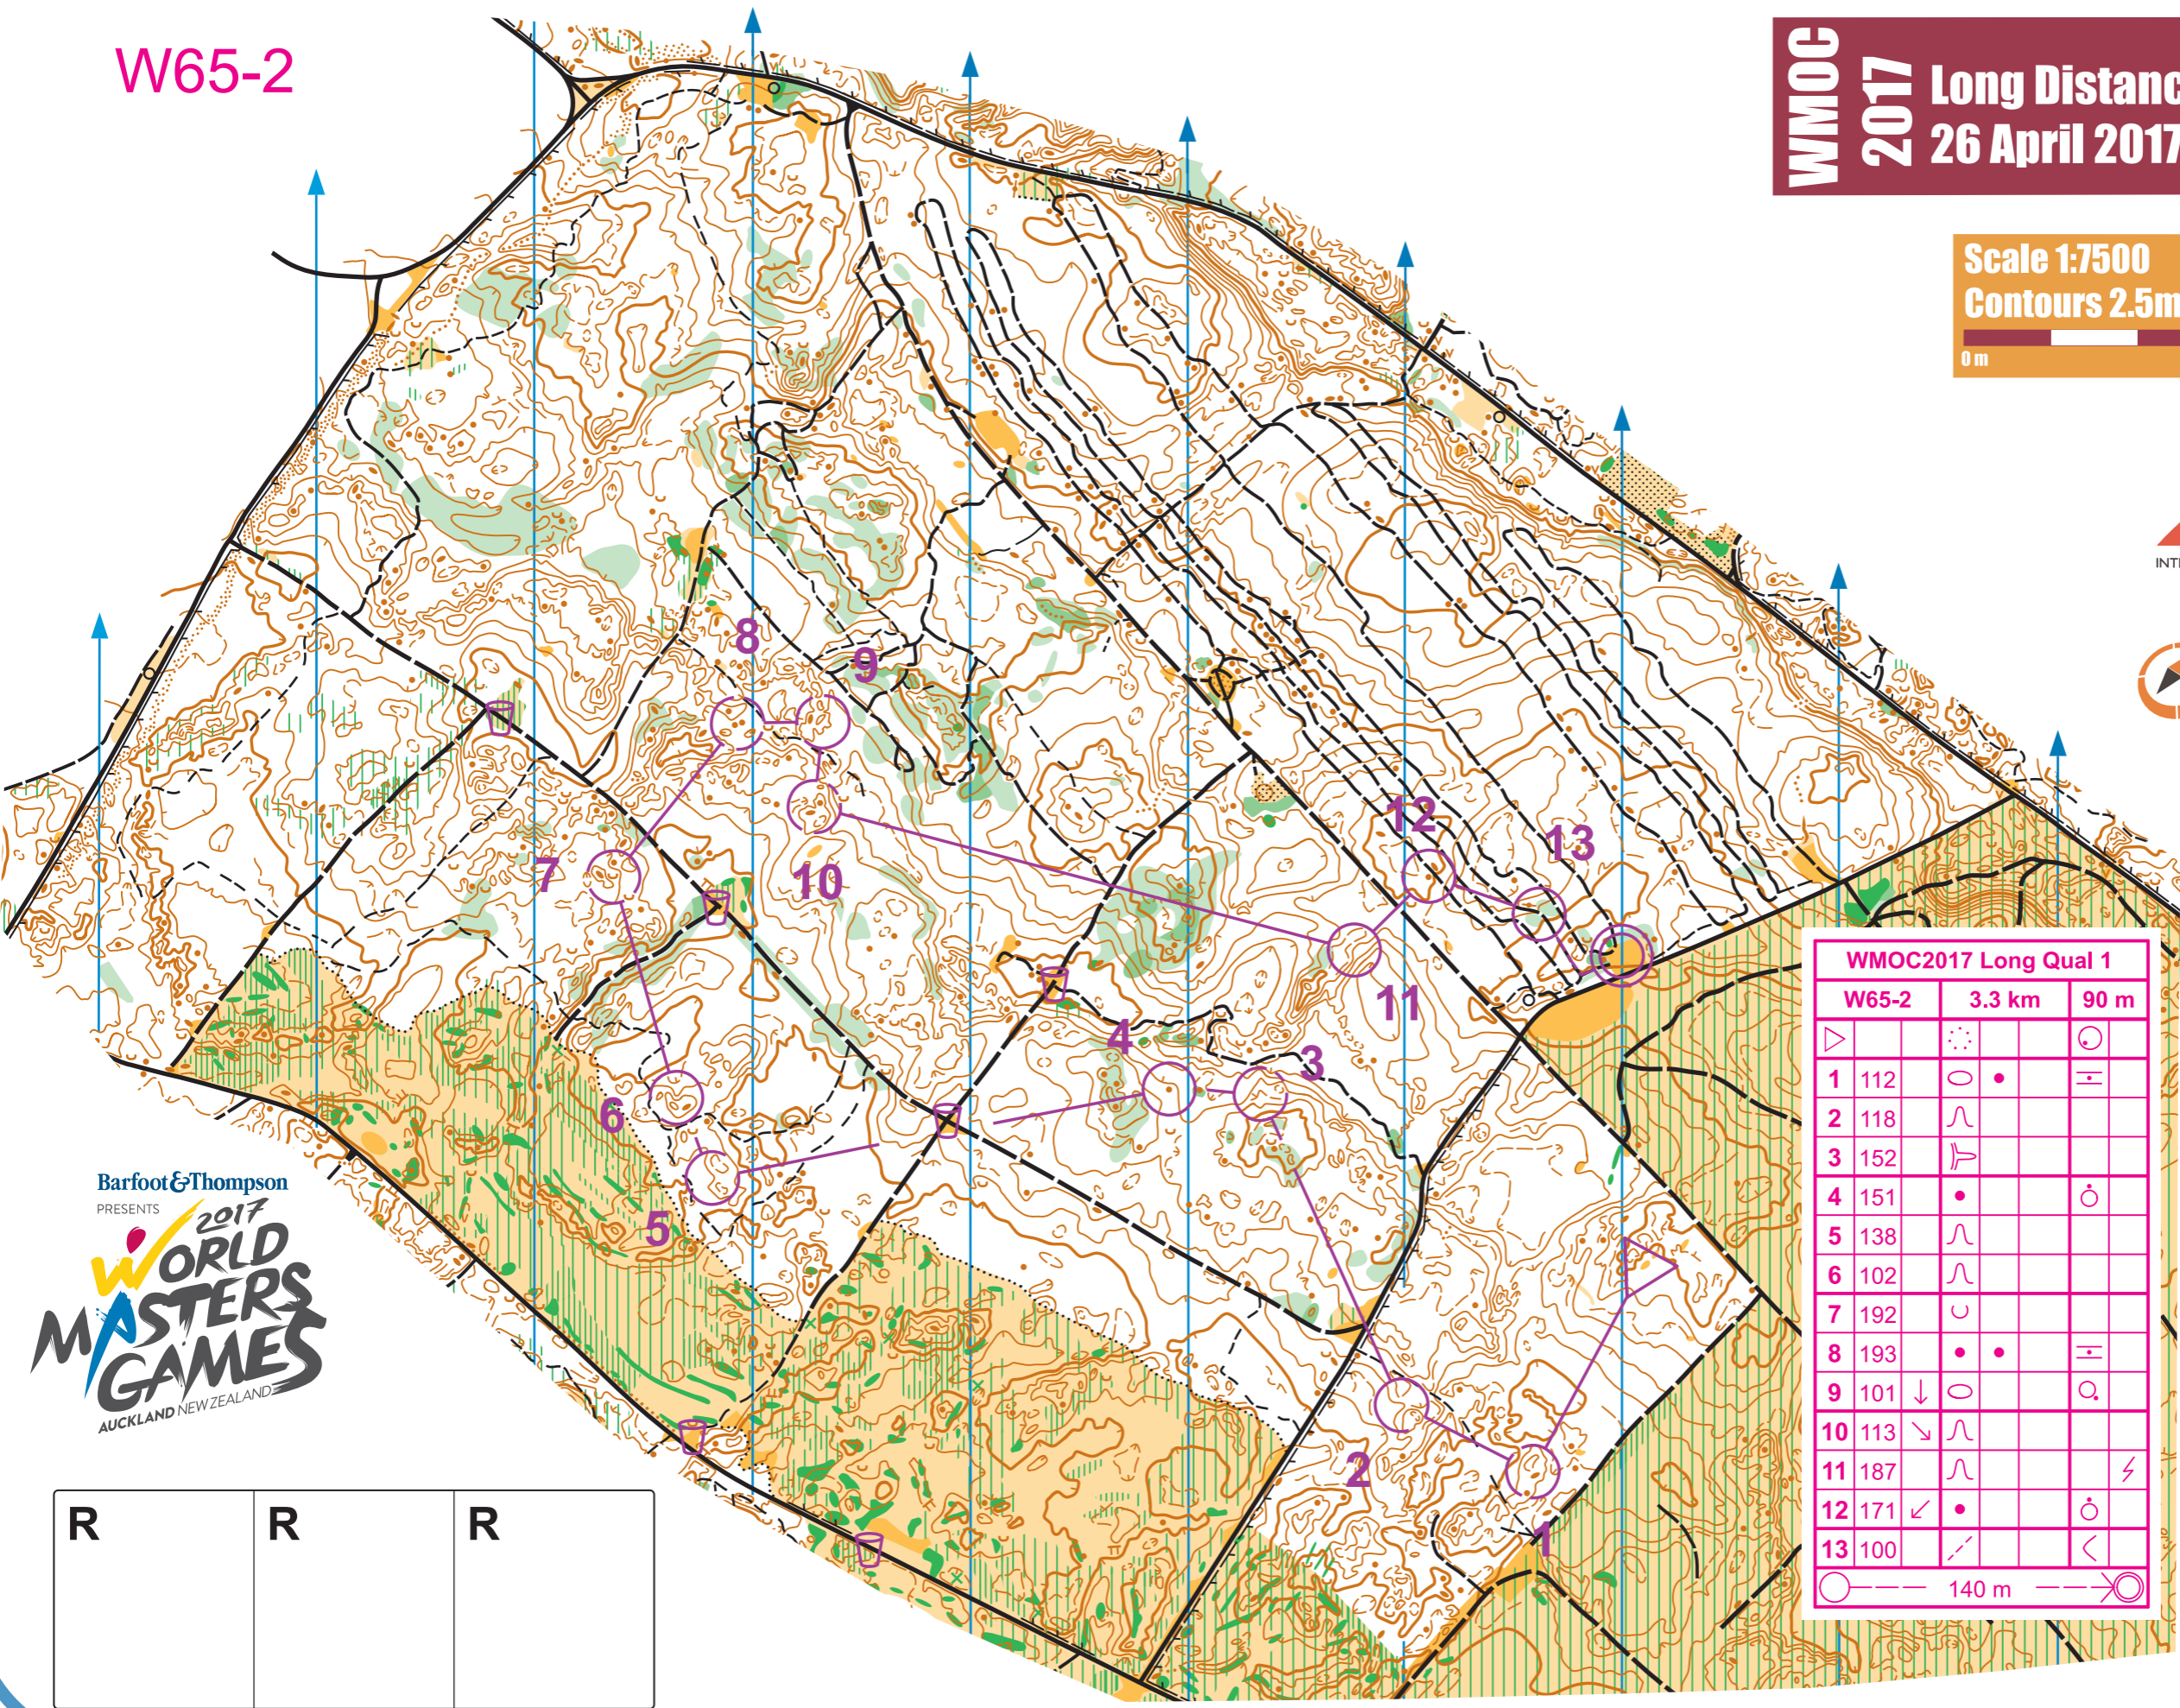 W65-2
WMOC
2017
Long Distanc
26 April 2017
Scale 1:7500
Contours 2.5m
0 m
INT
8
9
12
13
7
10
11
4
3
6
5
2
1
WMOC2017 Long Qual 1
W65-2 3.3 km 90 m
1 112
2 118
3 152
4 151
5 138
6 102
7 192
8 193
9 101
10 113
11 187
12 171
13 100
140 m
Barfoot&Thompson
PRESENTS
2017
WORLD
MASTERS
GAMES
AUCKLAND NEW ZEALAND
R R R